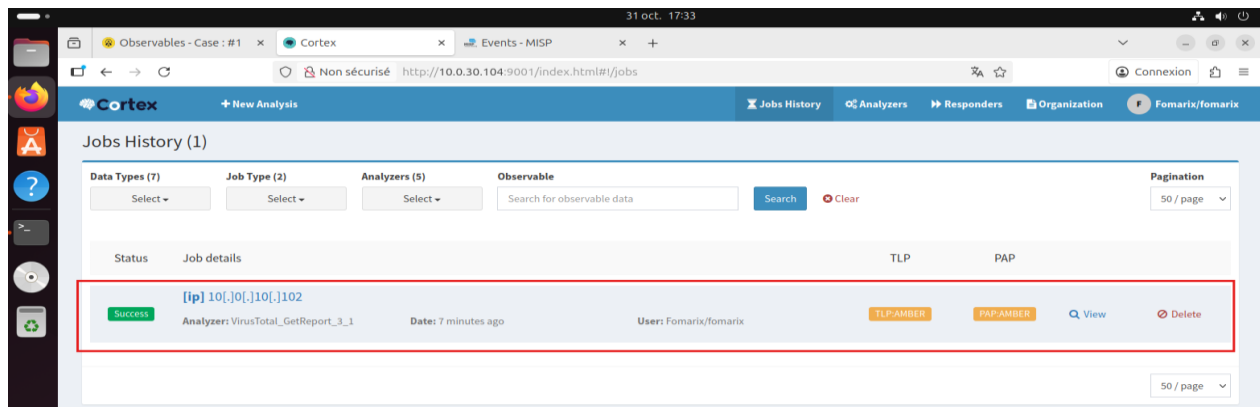 31 oct. 17:33
Observables - Case : #1
Cortex
Events - MISP
Non sécurisé http://10.0.30.104:9001/index.html#!/jobs
Connexion
Cortex + New Analysis Jobs History Analyzers Responders Organization F Fomarix/fomarix
Jobs History (1)
Data Types (7) Job Type (2) Analyzers (5) Observable Pagination
Select Select Select Search for observable data Search Clear 50 / page
Status Job details TLP PAP
[ip] 10[.]0[.]10[.]102
Success Analyzer: VirusTotal_GetReport_3_1 Date: 7 minutes ago User: Fomarix/fomarix TLP:AMBER PAP:AMBER View Delete
50 / page